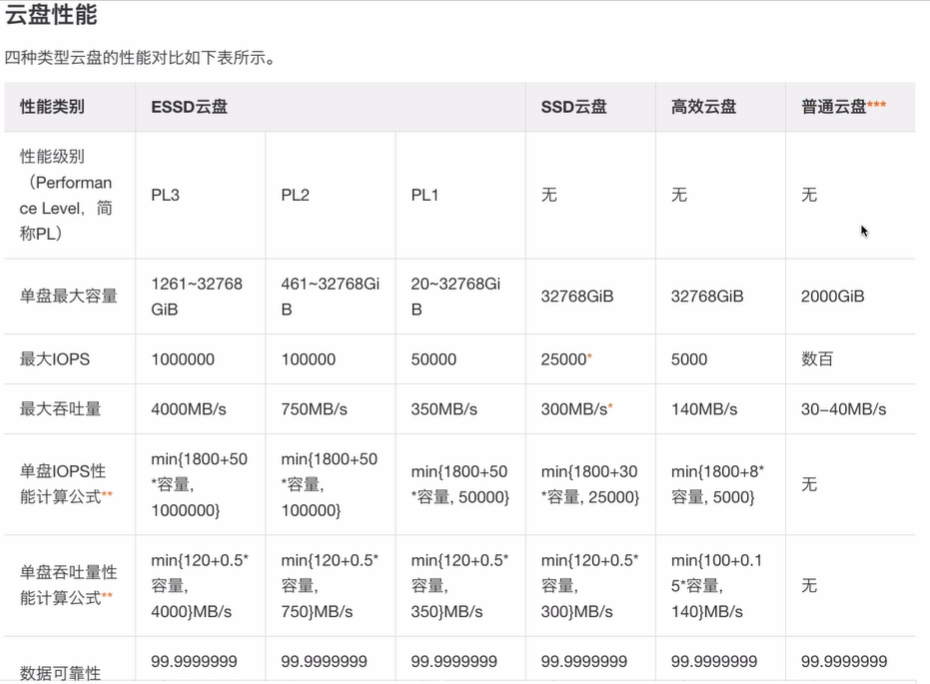 云盘性能
四种类型云盘的性能对比如下表所示。
性能类别 ESSD云盘 SSD云盘 高效云盘 普通云盘***
性能级别（Performance Level，简称PL） PL3 PL2 PL1 无 无 无
单盘最大容量 1261~32768GiB 461~32768GiB 20~32768GiB 32768GiB 32768GiB 2000GiB
最大IOPS 1000000 100000 50000 25000* 5000 数百
最大吞吐量 4000MB/s 750MB/s 350MB/s 300MB/s* 140MB/s 30–40MB/s
单盘IOPS性能计算公式** min{1800+50*容量, 1000000} min{1800+50*容量, 100000} min{1800+50*容量, 50000} min{1800+30*容量, 25000} min{1800+8*容量, 5000} 无
单盘吞吐量性能计算公式** min{120+0.5*容量, 4000}MB/s min{120+0.5*容量, 750}MB/s min{120+0.5*容量, 350}MB/s min{120+0.5*容量, 300}MB/s min{100+0.15*容量, 140}MB/s 无
数据可靠性 99.9999999 99.9999999 99.9999999 99.9999999 99.9999999 99.9999999